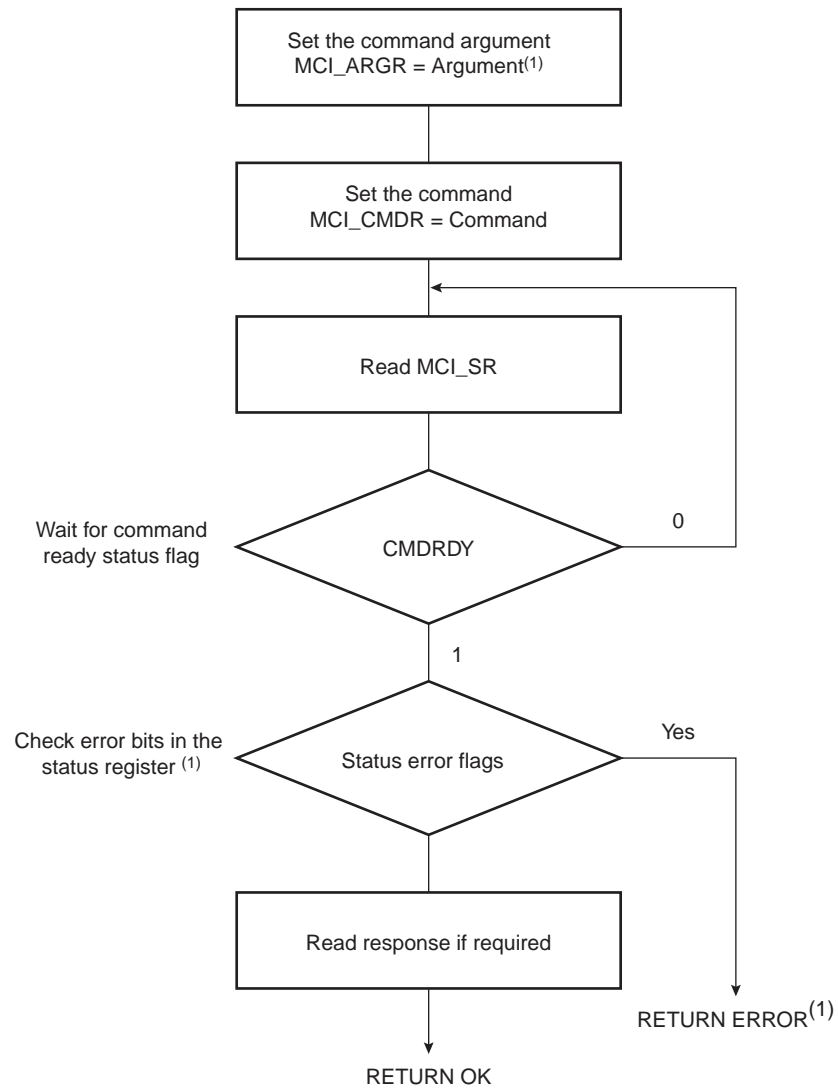 Set the command argument
MCI_ARGR = Argument(1)
Set the command
MCI_CMDR = Command
Read MCI_SR
Wait for command
ready status flag
CMDRDY
0
1
Check error bits in the
status register (1)
Status error flags
Yes
Read response if required
RETURN ERROR(1)
RETURN OK